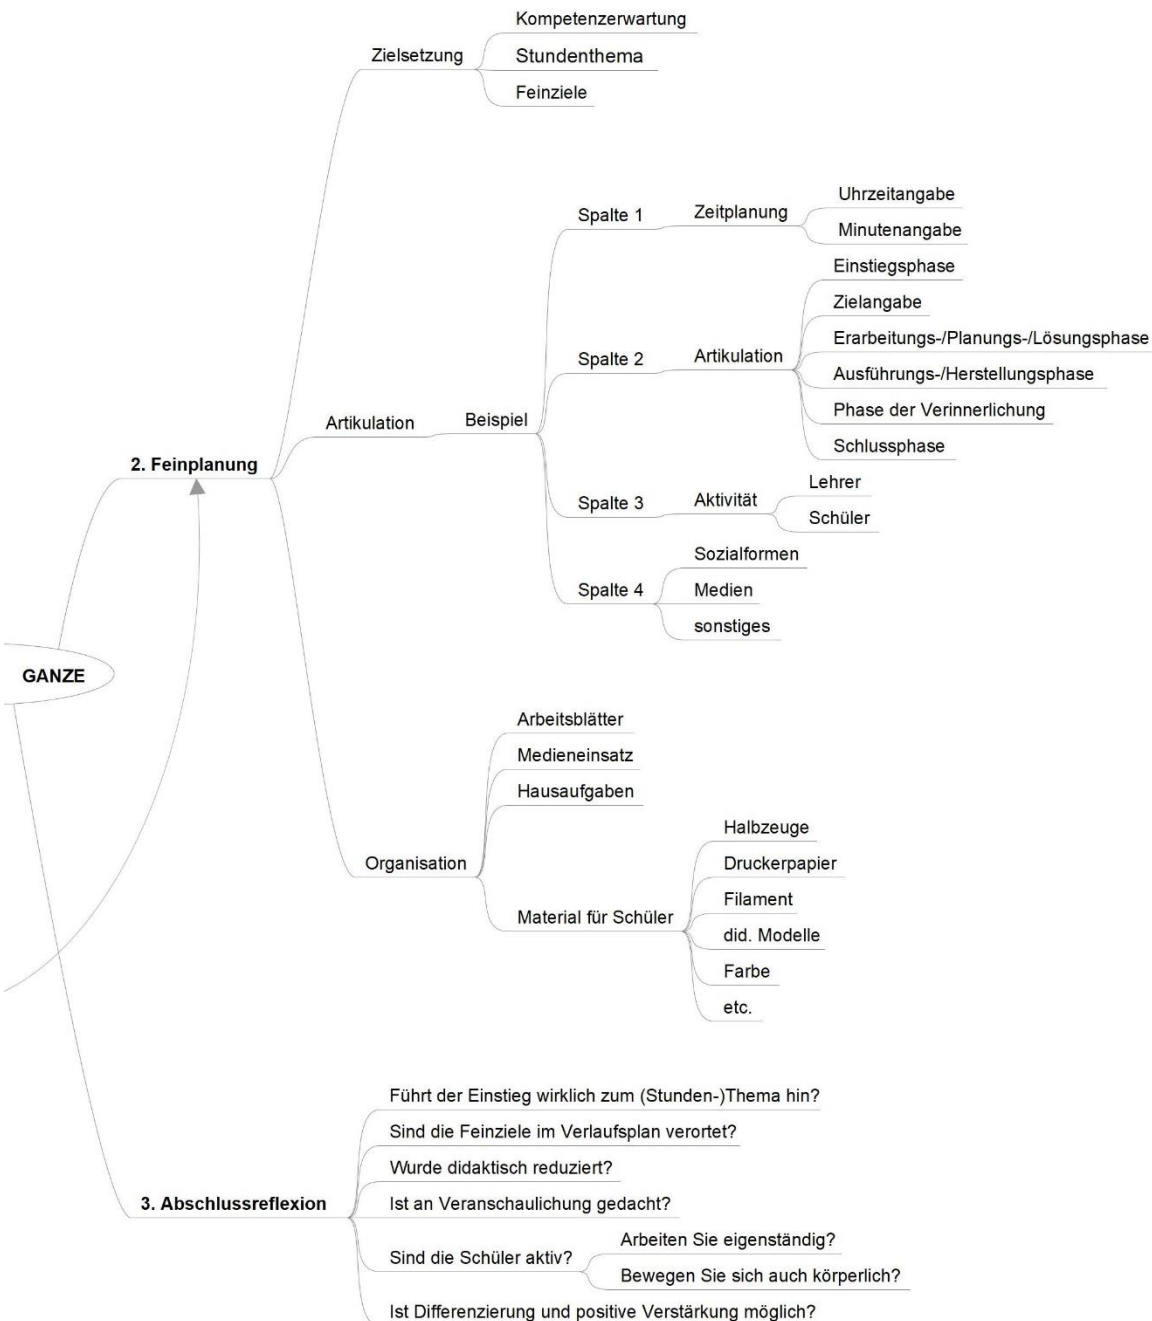 Kompetenzerwartung
Zielsetzung
Stundenthema
Feinziele
Uhrzeitangabe
Spalte 1
Zeitplanung
Minutenangabe
Einstiegsphase
Zielangabe
Erarbeitungs-/Planungs-/Lösungsphase
Spalte 2
Artikulation
Ausführungs-/Herstellungsphase
Phase der Verinnerlichung
Schlussphase
Artikulation
Beispiel
2. Feinplanung
Lehrer
Spalte 3
Aktivität
Schüler
Sozialformen
Spalte 4
Medien
sonstiges
GANZE
Arbeitsblätter
Medieneinsatz
Hausaufgaben
Organisation
Halbzeuge
Druckerpapier
Filament
Material für Schüler
did. Modelle
Farbe
etc.
Führt der Einstieg wirklich zum (Stunden-)Thema hin?
Sind die Feinziele im Verlaufsplan verortet?
Wurde didaktisch reduziert?
3. Abschlussreflexion
Ist an Veranschaulichung gedacht?
Sind die Schüler aktiv?
Arbeiten Sie eigenständig?
Bewegen Sie sich auch körperlich?
Ist Differenzierung und positive Verstärkung möglich?